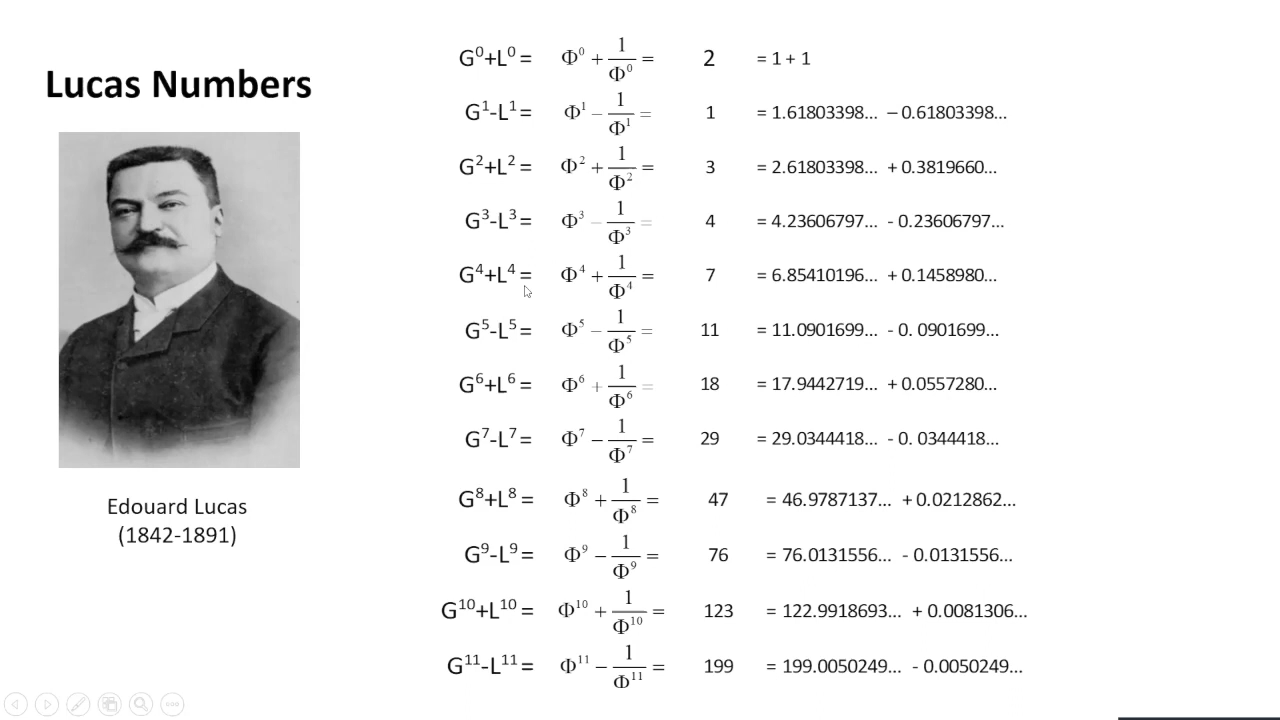 Lucas Numbers
Edouard Lucas
(1842-1891)
G⁰+L⁰ = Φ⁰ + 1/Φ⁰ = 2 = 1 + 1
G¹-L¹ = Φ¹ − 1/Φ¹ = 1 = 1.61803398... – 0.61803398...
G²+L² = Φ² + 1/Φ² = 3 = 2.61803398... + 0.3819660...
G³-L³ = Φ³ − 1/Φ³ = 4 = 4.23606797... - 0.23606797...
G⁴+L⁴ = Φ⁴ + 1/Φ⁴ = 7 = 6.85410196... + 0.1458980...
G⁵-L⁵ = Φ⁵ − 1/Φ⁵ = 11 = 11.0901699... - 0. 0901699...
G⁶+L⁶ = Φ⁶ + 1/Φ⁶ = 18 = 17.9442719... + 0.0557280...
G⁷-L⁷ = Φ⁷ − 1/Φ⁷ = 29 = 29.0344418... - 0. 0344418...
G⁸+L⁸ = Φ⁸ + 1/Φ⁸ = 47 = 46.9787137... + 0.0212862...
G⁹-L⁹ = Φ⁹ − 1/Φ⁹ = 76 = 76.0131556... - 0.0131556...
G¹⁰+L¹⁰ = Φ¹⁰ + 1/Φ¹⁰ = 123 = 122.9918693... + 0.0081306...
G¹¹-L¹¹ = Φ¹¹ − 1/Φ¹¹ = 199 = 199.0050249... - 0.0050249...